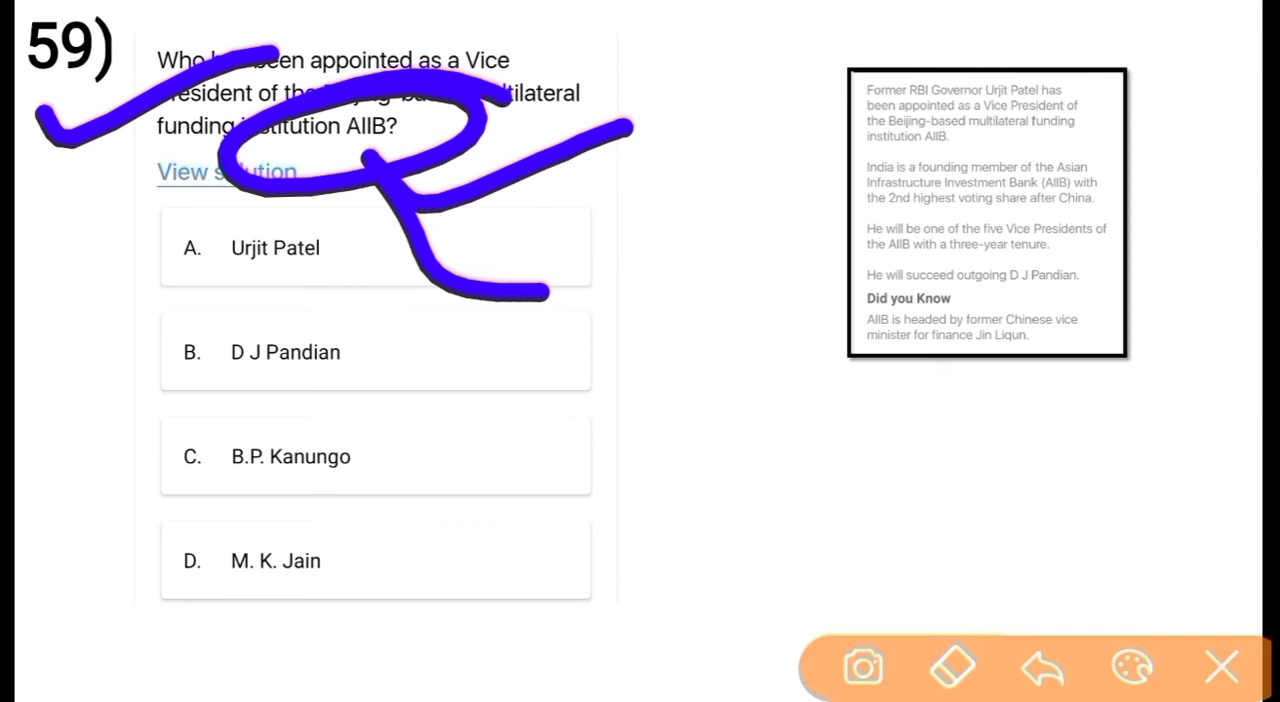 59)
Who been appointed as a Vice
of the tilateral
funding AIIB?
View solution
A. Urjit Patel
B. D J Pandian
C. B.P. Kanungo
D. M. K. Jain
Former RBI Governor Urjit Patel has
been appointed as a Vice President of
the Beijing-based multilateral funding
institution AIIB.
India is a founding member of the Asian
Infrastructure Investment Bank (AIIB) with
the 2nd highest voting share after China.
He will be one of the five Vice Presidents of
the AIIB with a three-year tenure.
He will succeed outgoing D J Pandian.
Did you Know
AIIB is headed by former Chinese vice
minister for finance Jin Liqun.